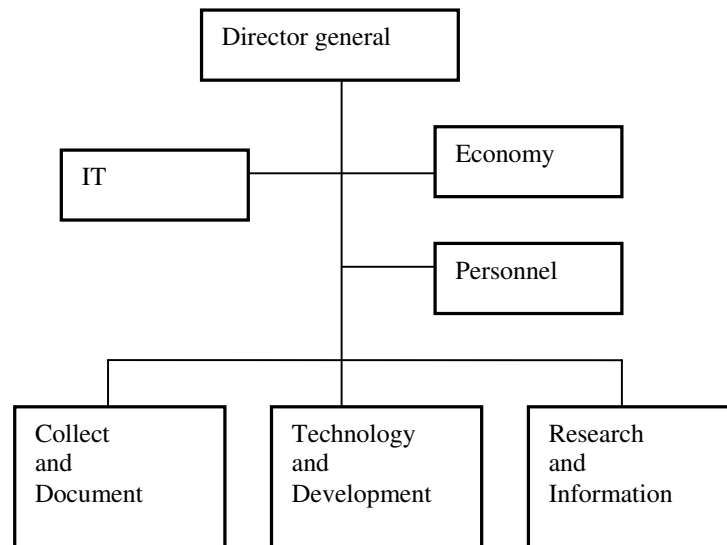 Director general
Economy
IT
Personnel
Collect
and
Document
Technology
and
Development
Research
and
Information